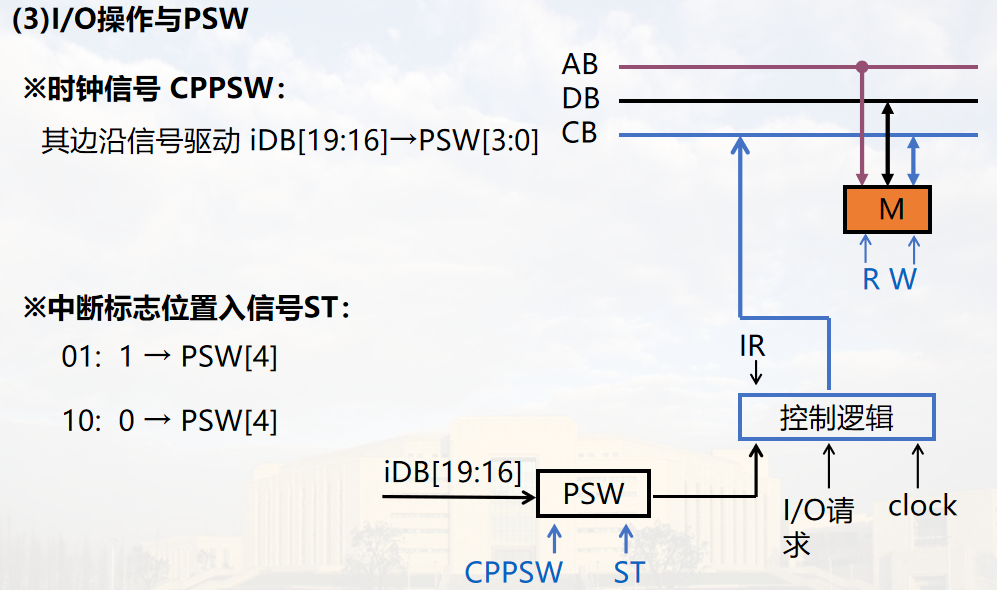 (3)I/O操作与PSW
※时钟信号 CPPSW：
其边沿信号驱动 iDB[19:16]→PSW[3:0]
※中断标志位置入信号ST：
01: 1 → PSW[4]
10: 0 → PSW[4]
AB
DB
CB
M
R W
IR
控制逻辑
iDB[19:16]
PSW
I/O请
求
clock
CPPSW
ST